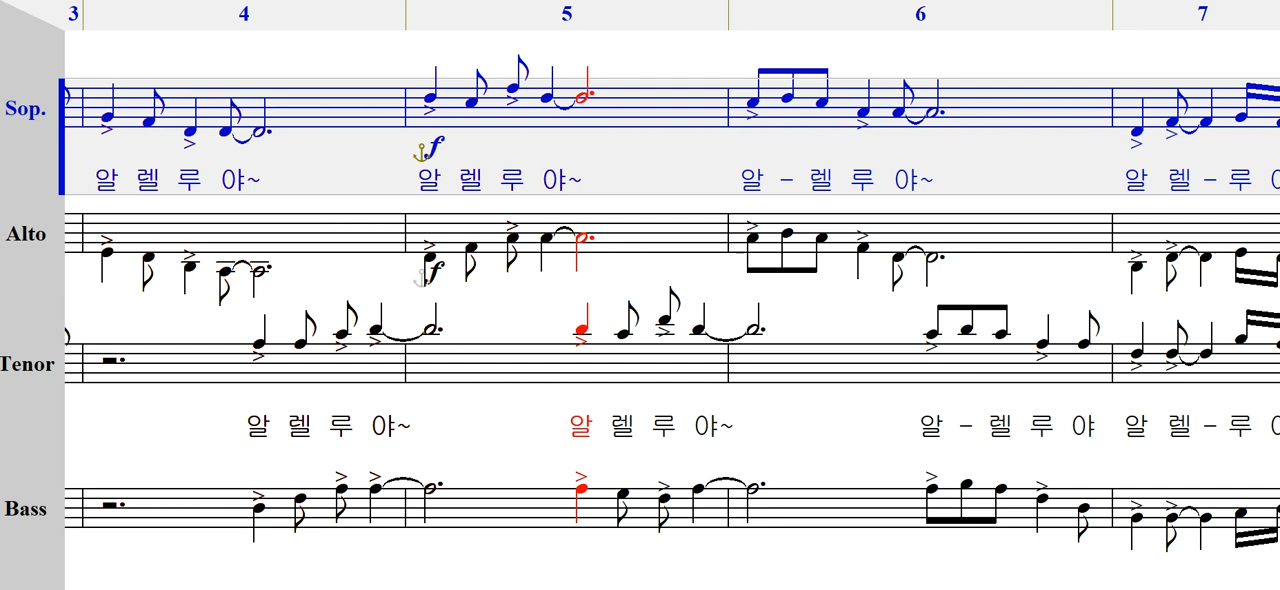 3 4 5 6 7
Sop.
f
알 렐 루 야~ 알 렐 루 야~ 알 - 렐 루 야~ 알 렐 - 루
Alto
f
Tenor
알 렐 루 야~ 알 렐 루 야~ 알 - 렐 루 야 알 렐 - 루
Bass